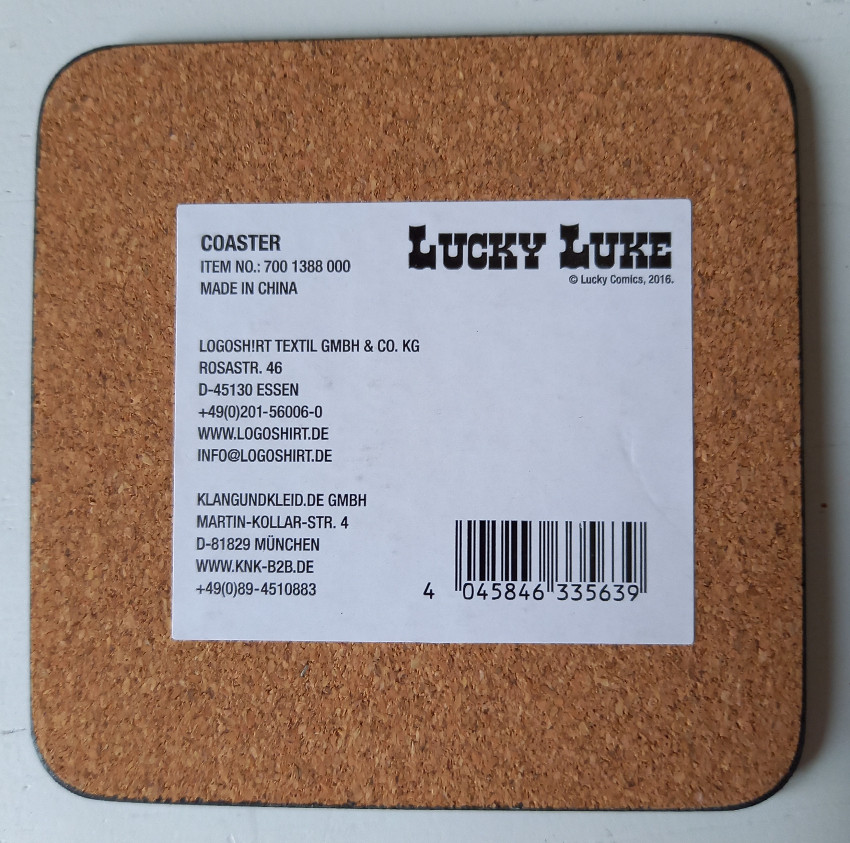 COASTER
ITEM NO.: 700 1388 000
MADE IN CHINA
LUCKY LUKE
© Lucky Comics, 2016.
LOGOSH!RT TEXTIL GMBH & CO. KG
ROSASTR. 46
D-45130 ESSEN
+49(0)201-56006-0
WWW.LOGOSHIRT.DE
INFO@LOGOSHIRT.DE
KLANGUNDKLEID.DE GMBH
MARTIN-KOLLAR-STR. 4
D-81829 MÜNCHEN
WWW.KNK-B2B.DE
+49(0)89-4510883
4 045846 335639